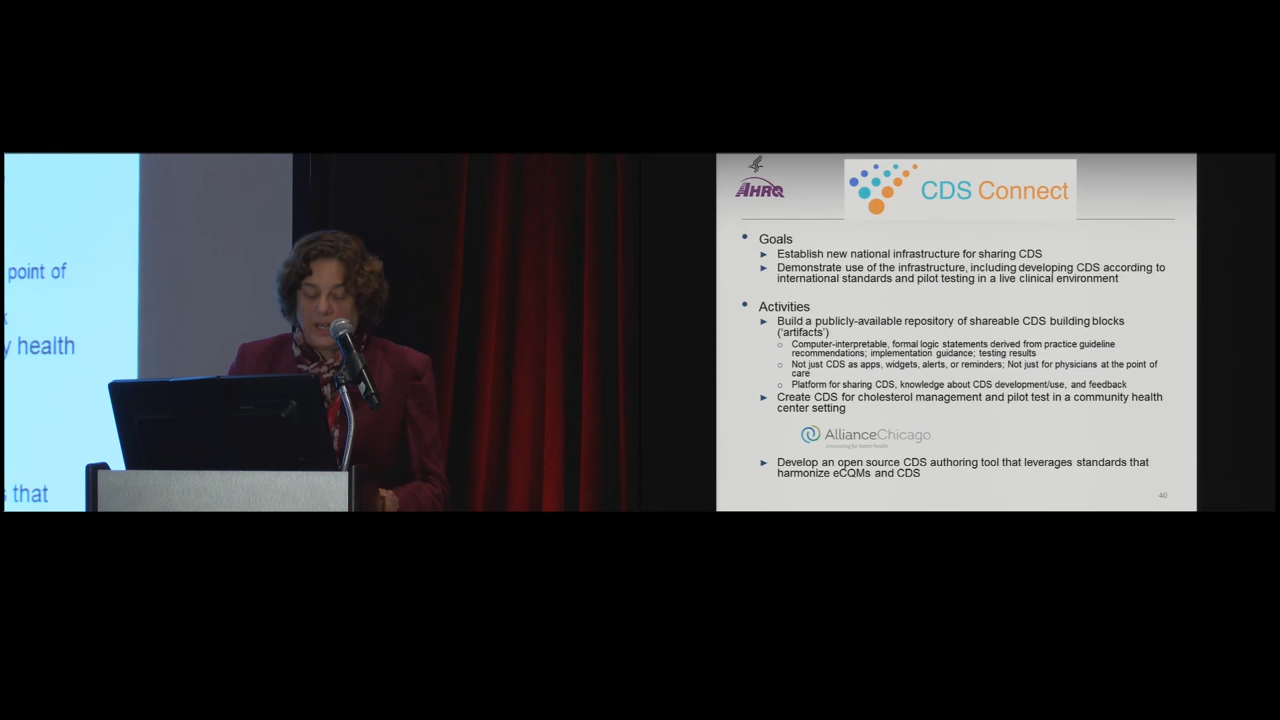 point of
y health
s that
AHRQ
CDS Connect
Goals
Establish new national infrastructure for sharing CDS
Demonstrate use of the infrastructure, including developing CDS according to
international standards and pilot testing in a live clinical environment
Activities
Build a publicly-available repository of shareable CDS building blocks
('artifacts')
Computer-interpretable, formal logic statements derived from practice guideline
recommendations; implementation guidance; testing results
Not just CDS as apps, widgets, alerts, or reminders; Not just for physicians at the point of
care
Platform for sharing CDS, knowledge about CDS development/use, and feedback
Create CDS for cholesterol management and pilot test in a community health
center setting
AllianceChicago
Innovating for better health
Develop an open source CDS authoring tool that leverages standards that
harmonize eCQMs and CDS
40